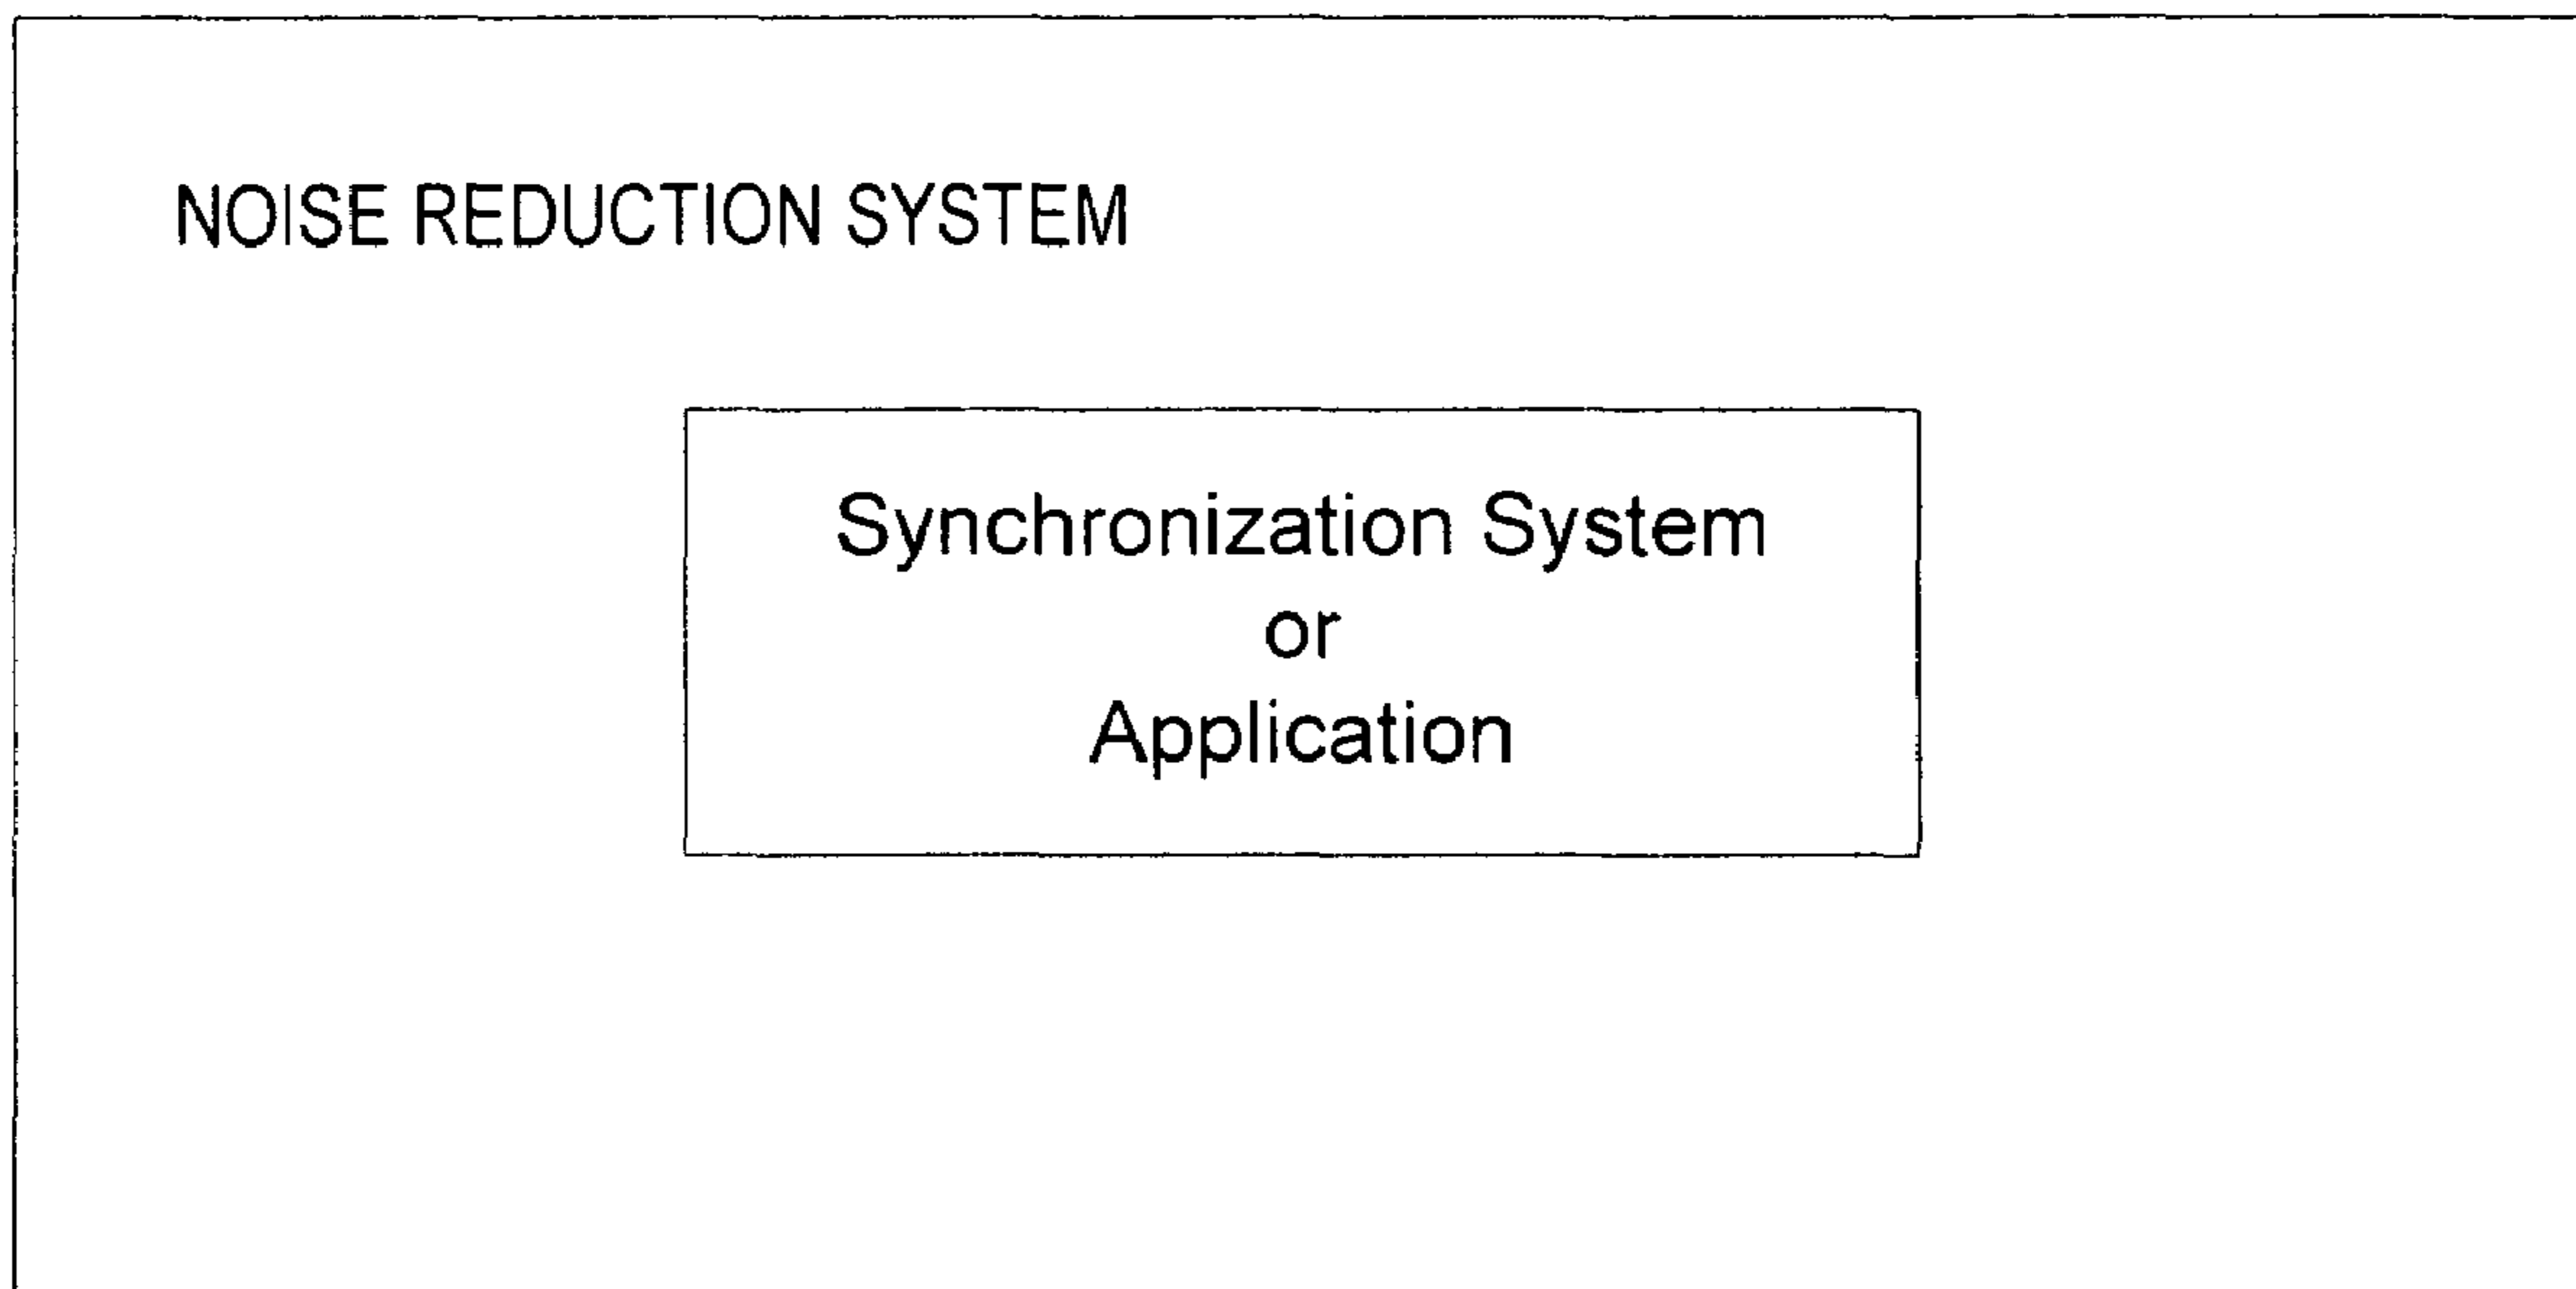 NOISE REDUCTION SYSTEM
Synchronization System
or
Application